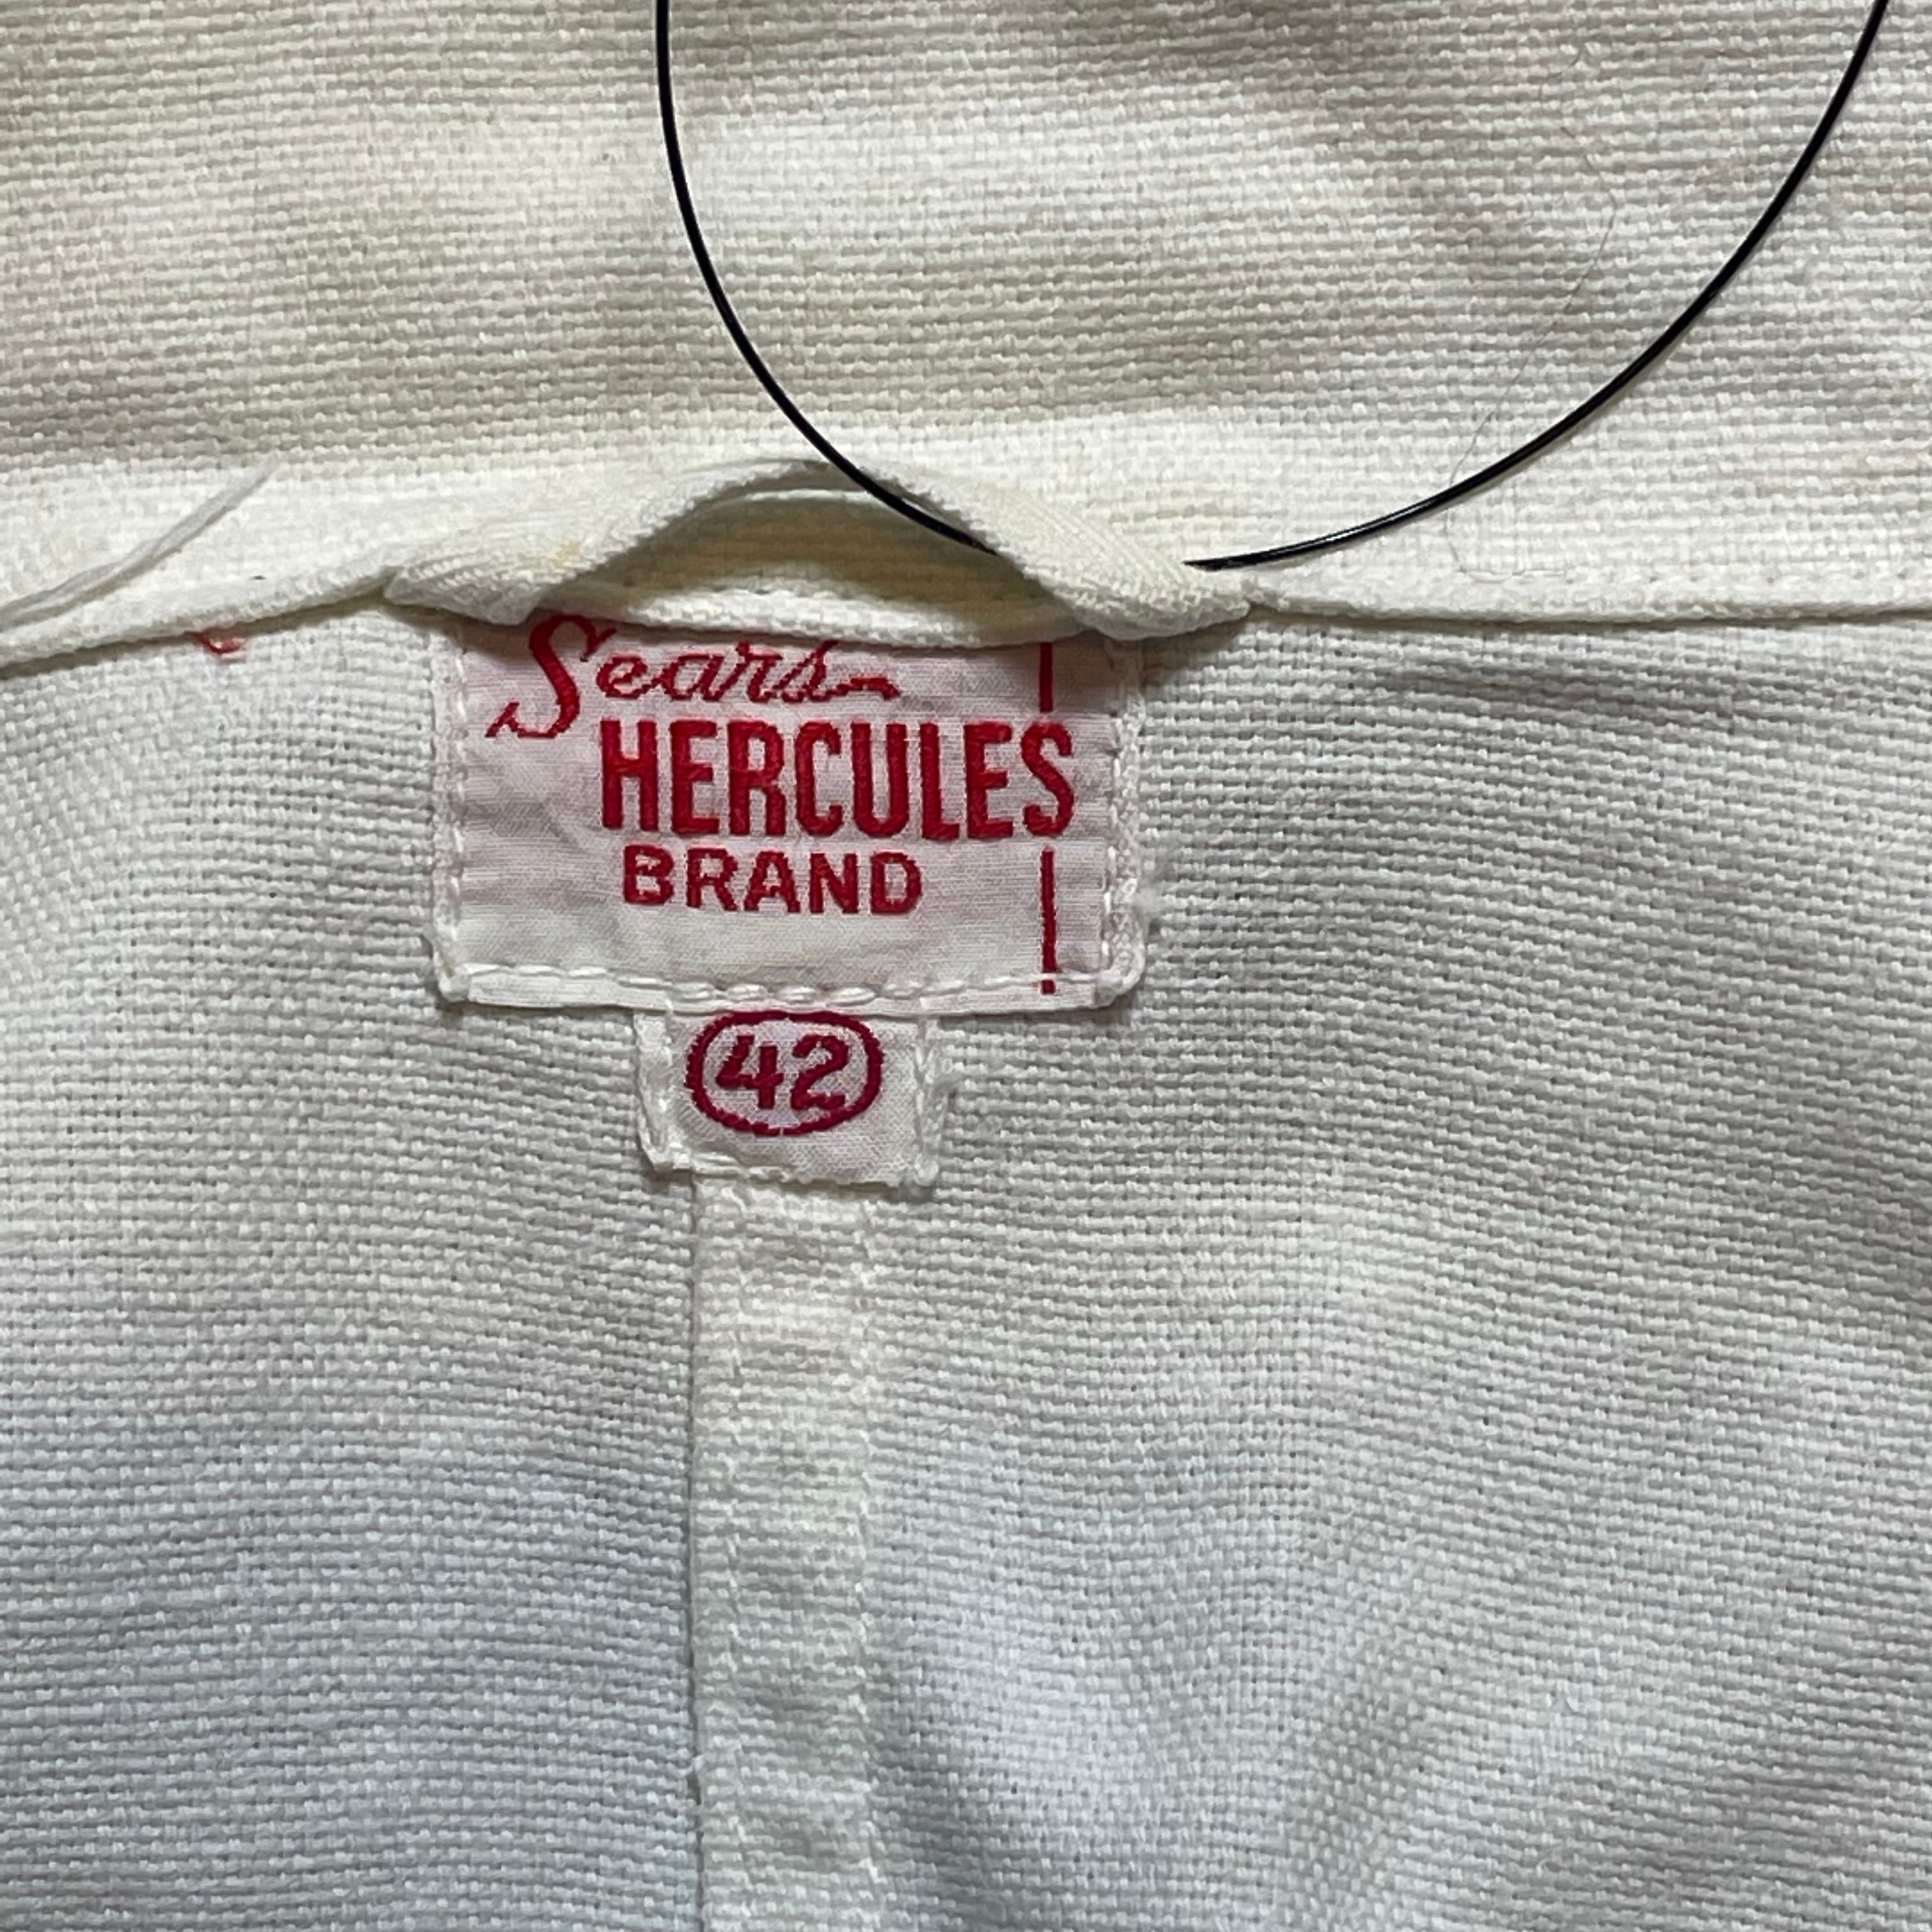 Sears
HERCULES
BRAND
42